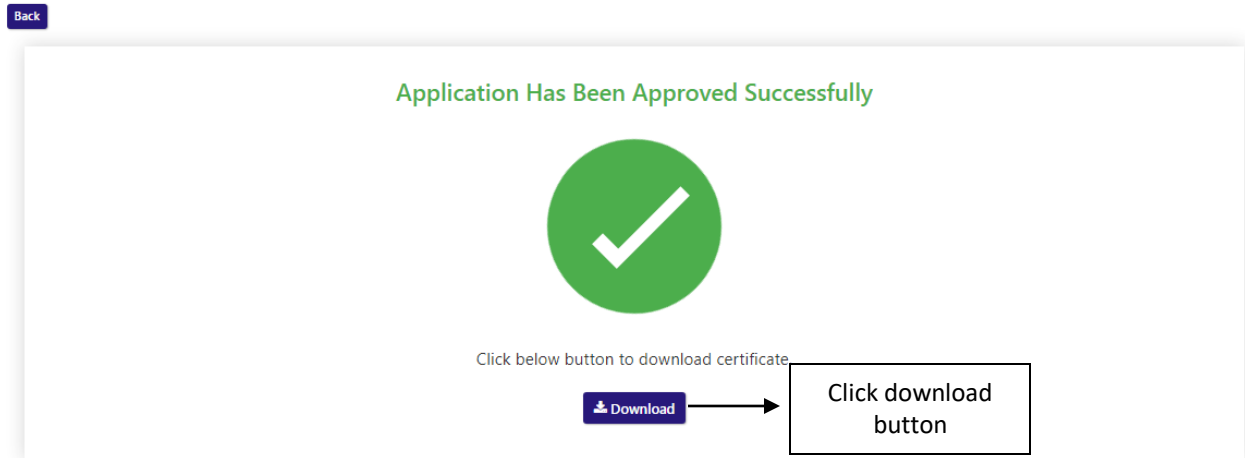 Back
Application Has Been Approved Successfully
Click below button to download certificate
Download
Click download
button